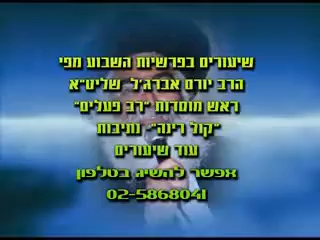 שיעורים בפרשיות השבוע מפי
הרב יורם אברג'ל שליט"א
ראש מוסדות "רב פעלים"
"קול רינה" נתיבות
עוד שיעורים
אפשר להשיג בטלפון
02-5868041